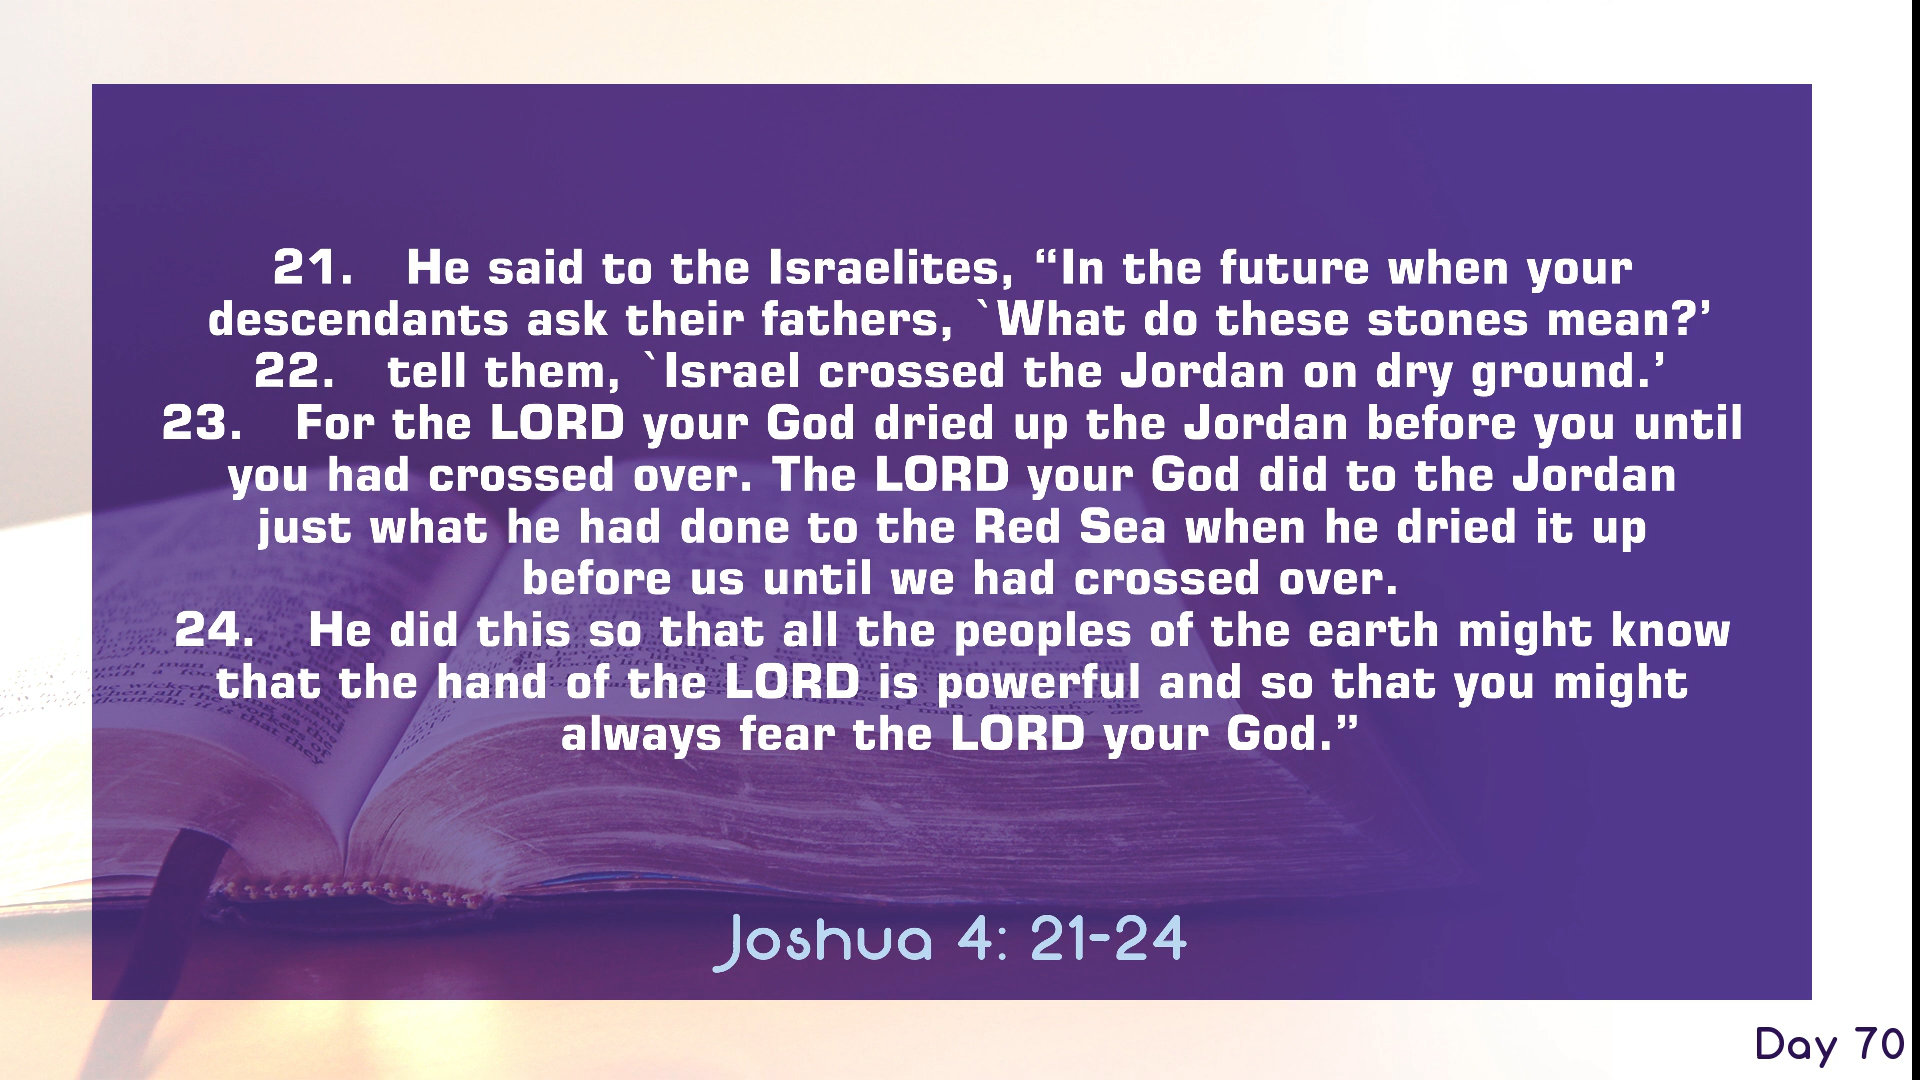 21. He said to the Israelites, “In the future when your
descendants ask their fathers, `What do these stones mean?’
22. tell them, `Israel crossed the Jordan on dry ground.’
23. For the LORD your God dried up the Jordan before you until
you had crossed over. The LORD your God did to the Jordan
just what he had done to the Red Sea when he dried it up
before us until we had crossed over.
24. He did this so that all the peoples of the earth might know
that the hand of the LORD is powerful and so that you might
always fear the LORD your God.”
Joshua 4: 21-24
Day 70